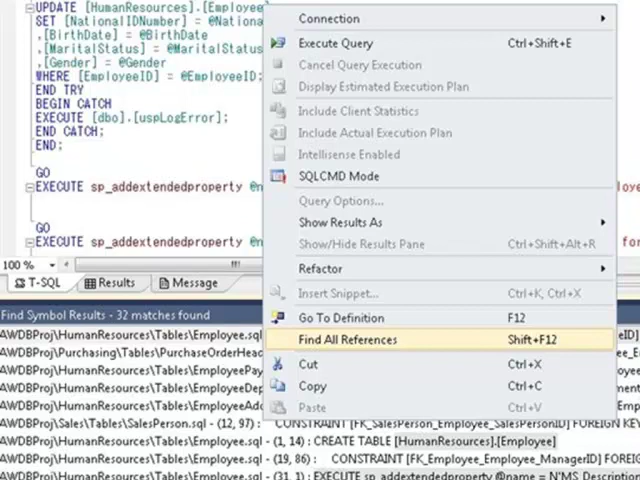 UPDATE [HumanResources].[Employee]
SET [NationalIDNumber] = @Nation
,[BirthDate] = @BirthDate
,[MaritalStatus] = @MaritalStatus
,[Gender] = @Gender
WHERE [EmployeeID] = @EmployeeID;
END TRY
BEGIN CATCH
EXECUTE [dbo].[uspLogError];
END CATCH;
END;
GO
EXECUTE sp_addextendedproperty @n
GO
EXECUTE sp_addextendedproperty @n
Connection
Execute Query Ctrl+Shift+E
Cancel Query Execution
Display Estimated Execution Plan
Include Client Statistics
Include Actual Execution Plan
Intellisense Enabled
SQLCMD Mode
Query Options...
Show Results As
Show/Hide Results Pane Ctrl+Shift+Alt+R
Refactor
Insert Snippet... Ctrl+K, Ctrl+X
Go To Definition F12
Find All References Shift+F12
Cut Ctrl+X
Copy Ctrl+C
Paste Ctrl+V
100 %
T-SQL Results Message
Find Symbol Results - 32 matches found
AWDBProj\HumanResources\Tables\Employee.sql
AWDBProj\Purchasing\Tables\PurchaseOrderHead
AWDBProj\HumanResources\Tables\EmployeePay
AWDBProj\HumanResources\Tables\EmployeeDep
AWDBProj\HumanResources\Tables\EmployeeAdd
AWDBProj\Sales\Tables\SalesPerson.sql - (12, 97) : CONSTRAINT [FK_SalesPerson_Employee_SalesPersonID] FOREIGN KEY
AWDBProj\HumanResources\Tables\Employee.sql - (1, 14) : CREATE TABLE [HumanResources].[Employee]
AWDBProj\HumanResources\Tables\Employee.sql - (19, 86) : CONSTRAINT [FK_Employee_Employee_ManagerID] FOREIG
AWDBProj\HumanResources\Tables\Employee.sql - (31, 1) : EXECUTE sp_addextendedproperty @name = N'MS_Description